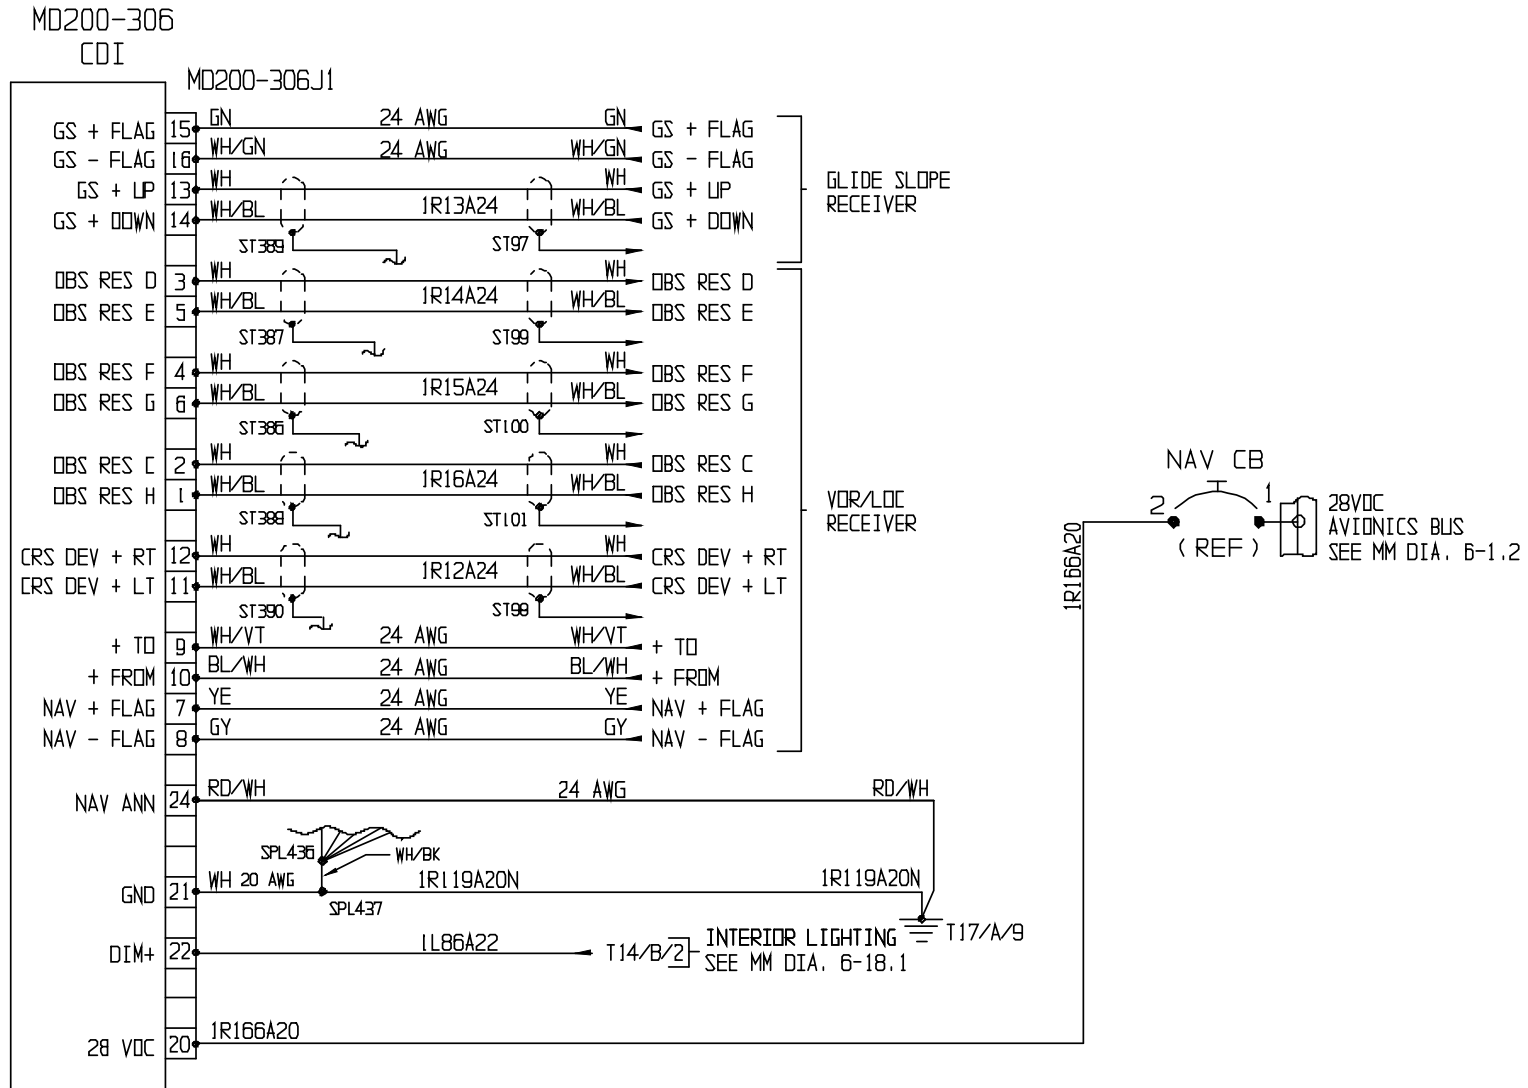 MD200-306
CDI
MD200-306J1
GS + FLAG 15 GN 24 AWG GN GS + FLAG
GS - FLAG 16 WH/GN 24 AWG WH/GN GS - FLAG
GS + UP 13 WH WH GS + UP
1R13A24
GS + DOWN 14 WH/BL WH/BL GS + DOWN
GLIDE SLOPE
RECEIVER
ST389 ST97
OBS RES D 3 WH WH OBS RES D
1R14A24
OBS RES E 5 WH/BL WH/BL OBS RES E
ST387 ST99
OBS RES F 4 WH WH OBS RES F
1R15A24
OBS RES G 6 WH/BL WH/BL OBS RES G
ST386 ST100
OBS RES C 2 WH WH OBS RES C
1R16A24
OBS RES H 1 WH/BL WH/BL OBS RES H
ST388 ST101
VOR/LOC
RECEIVER
CRS DEV + RT 12 WH WH CRS DEV + RT
1R12A24
CRS DEV + LT 11 WH/BL WH/BL CRS DEV + LT
ST390 ST98
+ TO 9 WH/VT 24 AWG WH/VT + TO
+ FROM 10 BL/WH 24 AWG BL/WH + FROM
NAV + FLAG 7 YE 24 AWG YE NAV + FLAG
NAV - FLAG 8 GY 24 AWG GY NAV - FLAG
NAV ANN 24 RD/WH 24 AWG RD/WH
SPL436 WH/BK
GND 21 WH 20 AWG 1R119A20N 1R119A20N
SPL437
T17/A/9
DIM+ 22 1L86A22 T14/B/2 INTERIOR LIGHTING
SEE MM DIA. 6-18.1
28 VDC 20 1R166A20
1R166A20
NAV CB
2 1
(REF)
28VDC
AVIONICS BUS
SEE MM DIA. 6-1.2